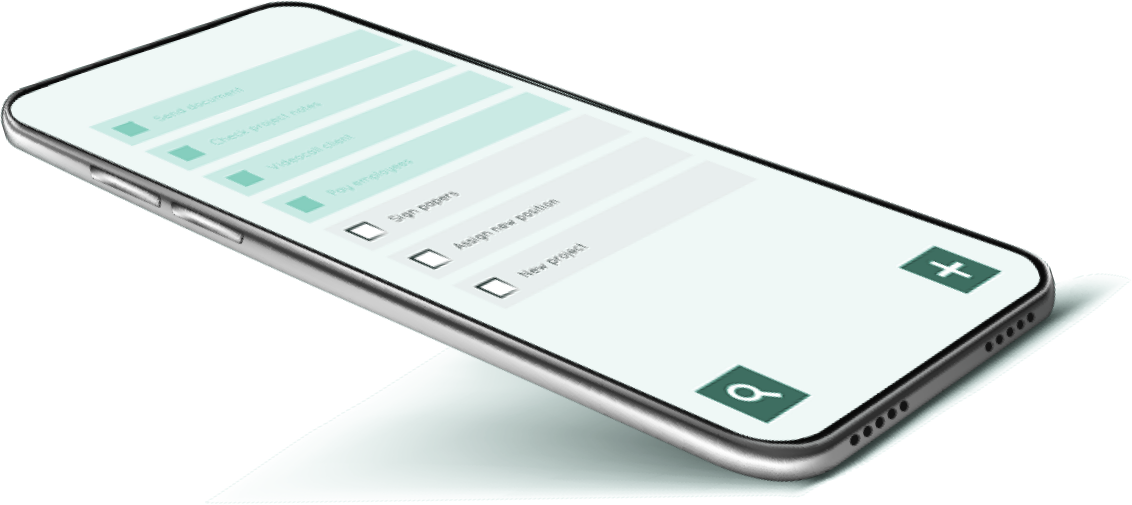 Send document
Check project notes
Videocall client
Pay employees
Sign papers
Assign new position
New project